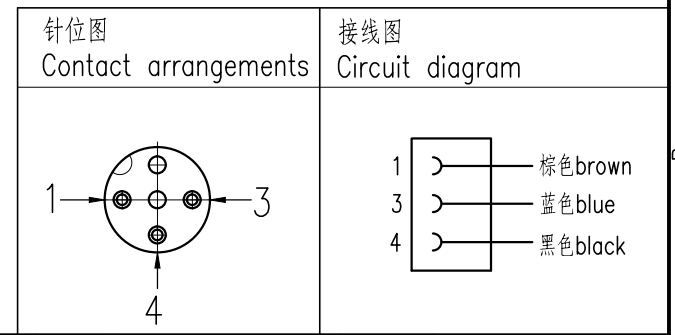 针位图
Contact arrangements
接线图
Circuit diagram
1
3
4
1 棕色brown
3 蓝色blue
4 黑色black